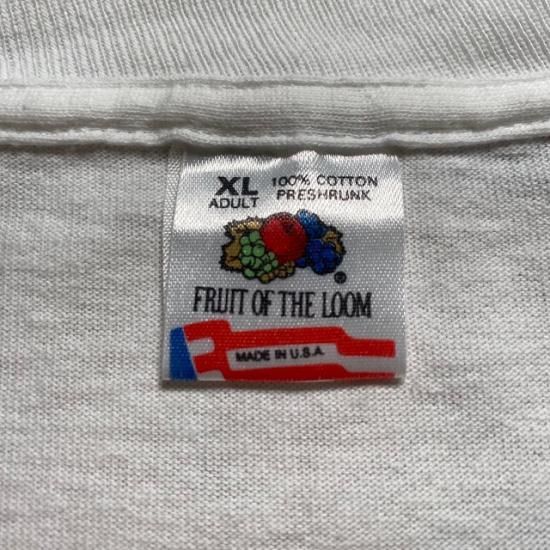 XL 100% COTTON
ADULT PRESHRUNK
®
FRUIT OF THE LOOM
MADE IN U.S.A.